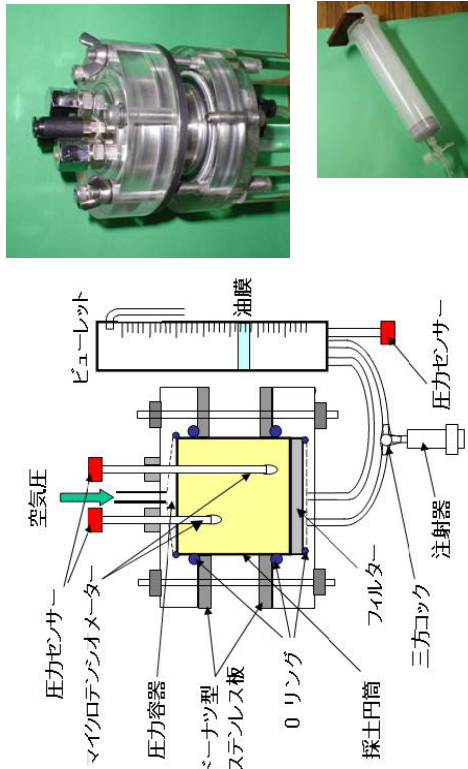 圧力センサー
マイクロテンシオメーター
空気圧
ビューレット
油膜
圧力容器
ドーナツ型
ステンレス板
O リング
採土円筒
フィルター
三方コック
注射器
圧力センサー